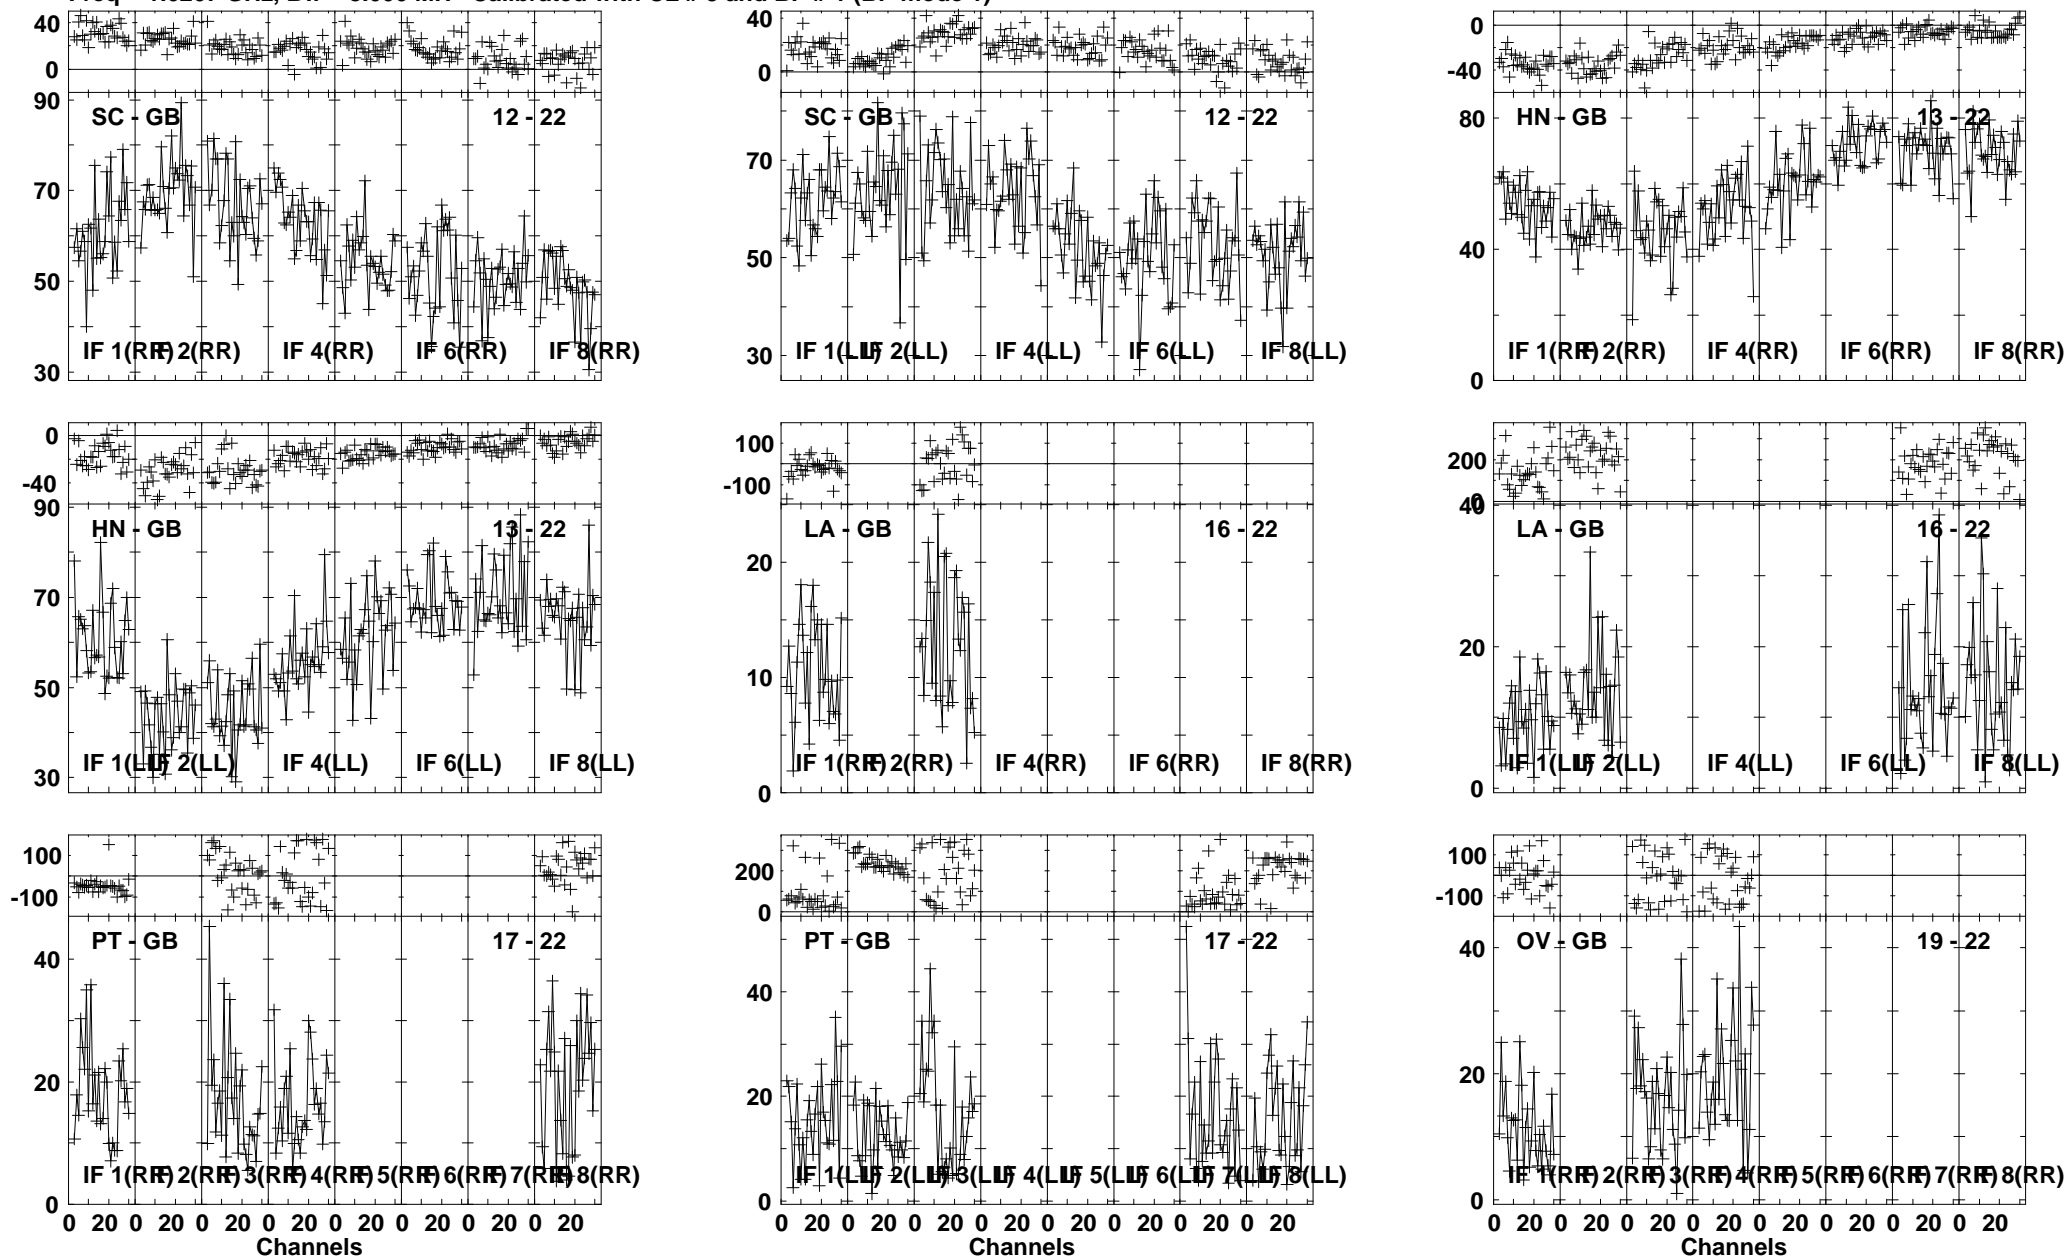 40
0
90
70
50
30
SC - GB 12 - 22
IF 1(RR) IF 2(RR) IF 4(RR) IF 6(RR) IF 8(RR)
40
0
70
50
30
SC - GB 12 - 22
IF 1(LL) IF 2(LL) IF 4(LL) IF 6(LL) IF 8(LL)
0
-40
80
40
0
HN - GB 13 - 22
IF 1(RR) IF 2(RR) IF 4(RR) IF 6(RR) IF 8(RR)
0
-40
90
70
50
30
HN - GB 13 - 22
IF 1(LL) IF 2(LL) IF 4(LL) IF 6(LL) IF 8(LL)
100
-100
20
10
0
LA - GB 16 - 22
IF 1(RR) IF 2(RR) IF 4(RR) IF 6(RR) IF 8(RR)
200
0
40
20
0
LA - GB 16 - 22
IF 1(LL) IF 2(LL) IF 4(LL) IF 6(LL) IF 8(LL)
100
-100
40
20
0
PT - GB 17 - 22
IF 1(RR) IF 2(RR) IF 3(RR) IF 4(RR) IF 5(RR) IF 6(RR) IF 7(RR) IF 8(RR)
0 20 0 20 0 20 0 20 0 20 0 20 0 20 0 20
Channels
200
0
40
20
0
PT - GB 17 - 22
IF 1(LL) IF 2(LL) IF 3(LL) IF 4(LL) IF 5(LL) IF 6(LL) IF 7(LL) IF 8(LL)
0 20 0 20 0 20 0 20 0 20 0 20 0 20 0 20
Channels
100
-100
40
20
0
OV - GB 19 - 22
IF 1(RR) IF 2(RR) IF 3(RR) IF 4(RR) IF 5(RR) IF 6(RR) IF 7(RR) IF 8(RR)
0 20 0 20 0 20 0 20 0 20 0 20 0 20 0 20
Channels